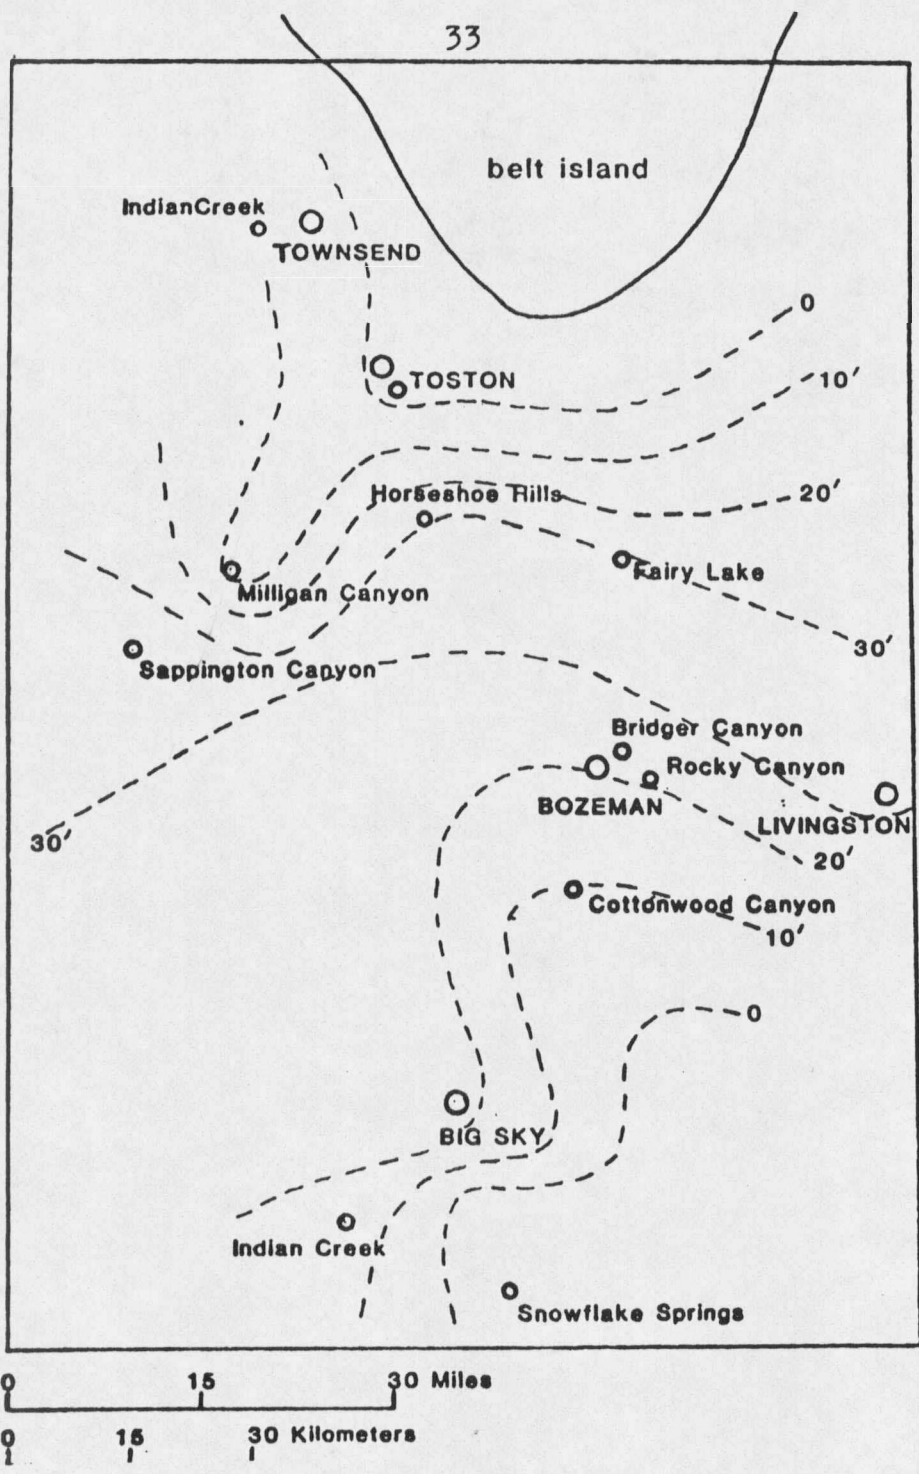 33
belt island
IndianCreek
TOWNSEND
0
TOSTON
10′
Horseshoe Hills
20′
Fairy Lake
Milligan Canyon
30′
Sappington Canyon
Bridger Canyon
Rocky Canyon
BOZEMAN
LIVINGSTON
30′
20′
Cottonwood Canyon
10′
0
BIG SKY
Indian Creek
Snowflake Springs
0 15 30 Miles
0 15 30 Kilometers